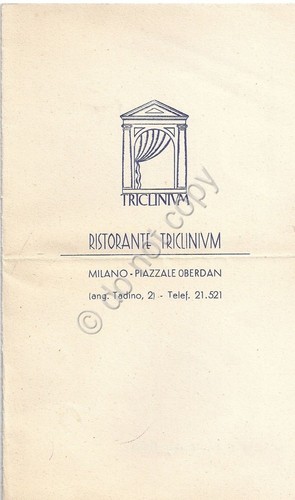 TRICLINIVM
RISTORANTE TRICLINIVM
MILANO - PIAZZALE OBERDAN
(ang. Tadino, 2) - Telef. 21.521
© do not copy